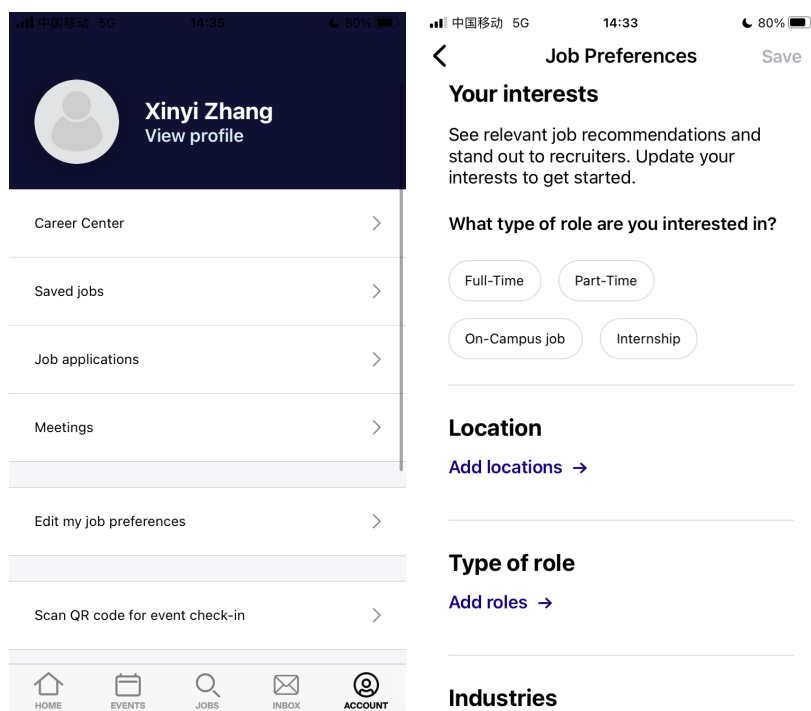 中国移动 5G 14:35 80%
Xinyi Zhang
View profile
Career Center
Saved jobs
Job applications
Meetings
Edit my job preferences
Scan QR code for event check-in
HOME EVENTS JOBS INBOX ACCOUNT
中国移动 5G 14:33 80%
Job Preferences Save
Your interests
See relevant job recommendations and
stand out to recruiters. Update your
interests to get started.
What type of role are you interested in?
Full-Time Part-Time
On-Campus job Internship
Location
Add locations →
Type of role
Add roles →
Industries